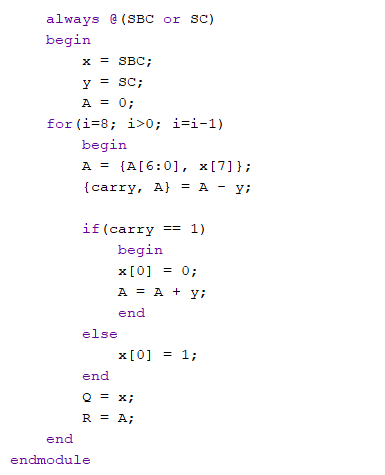 always @(SBC or SC)
begin
x = SBC;
y = SC;
A = 0;
for(i=8; i>0; i=i-1)
begin
A = {A[6:0], x[7]};
{carry, A} = A - y;
if(carry == 1)
begin
x[0] = 0;
A = A + y;
end
else
x[0] = 1;
end
Q = x;
R = A;
end
endmodule